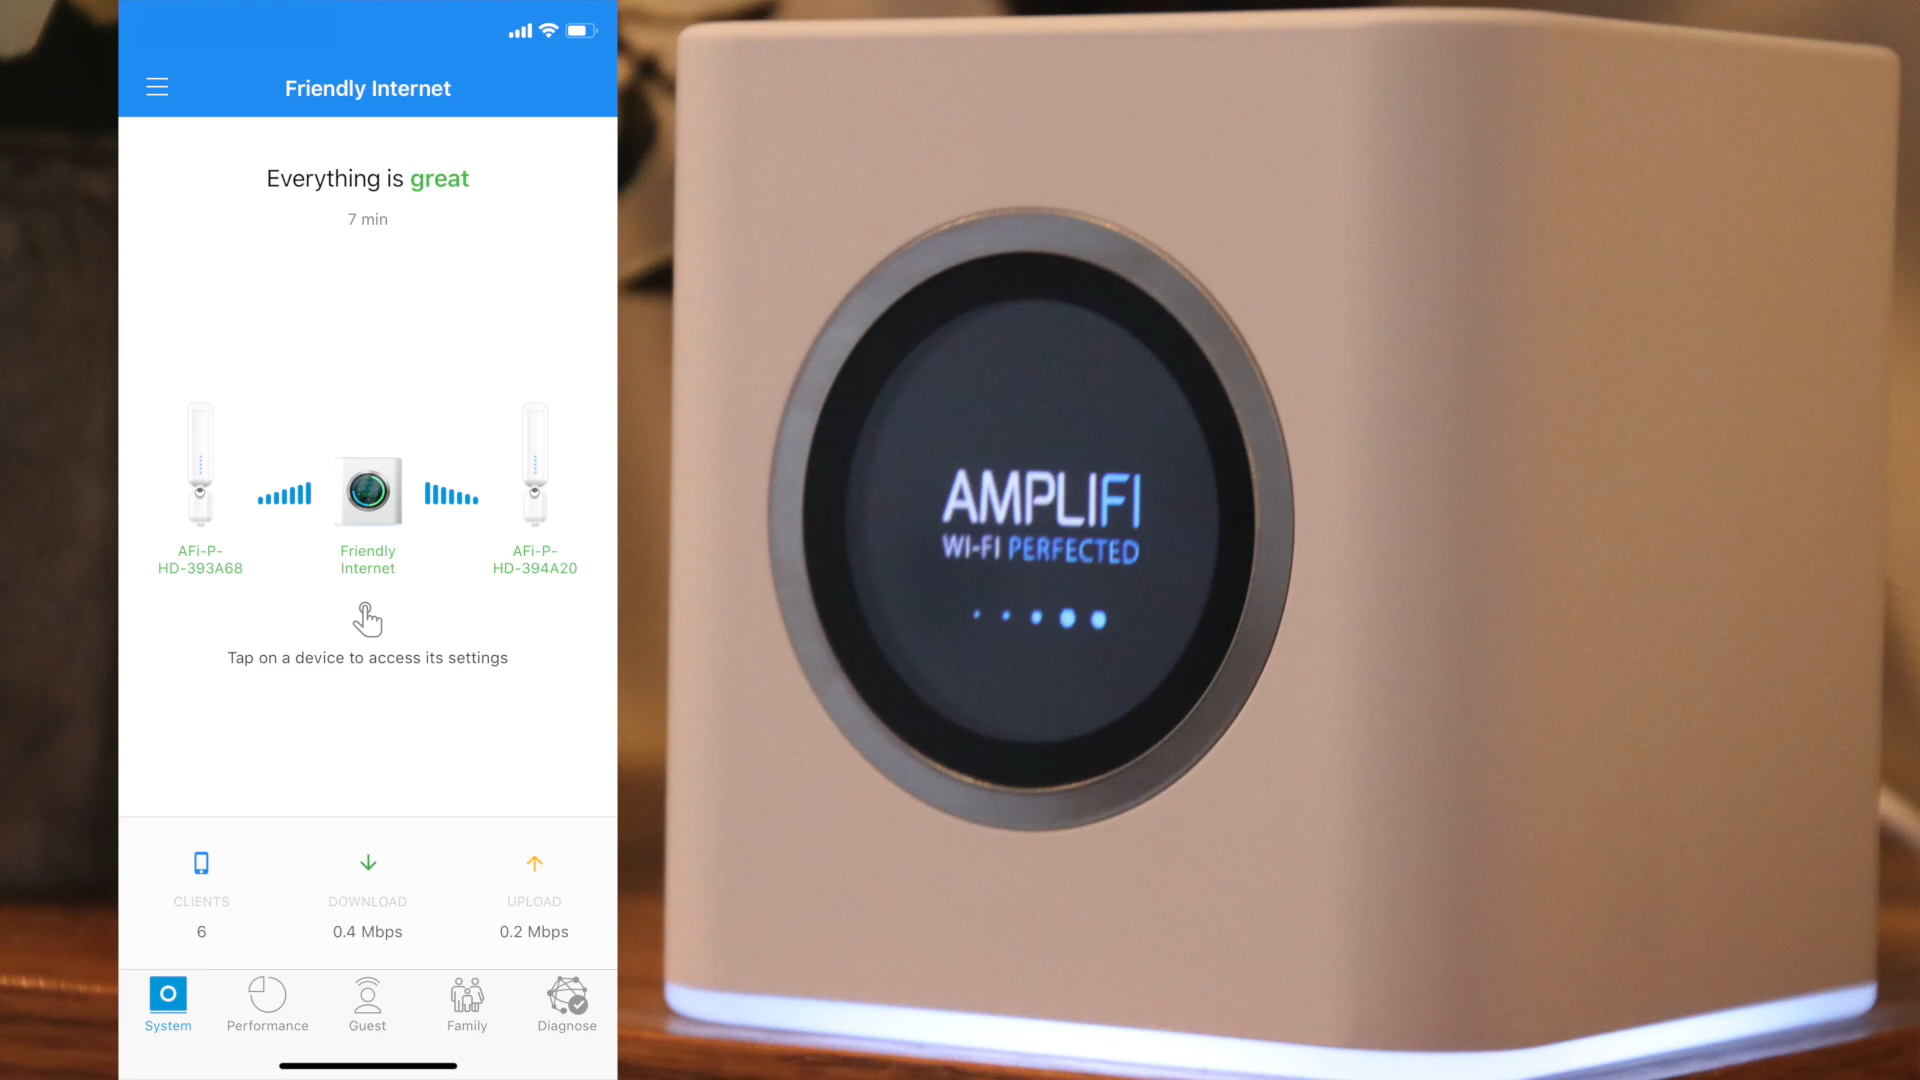 Friendly Internet
Everything is great
7 min
AFi-P-
HD-393A68
Friendly
Internet
AFi-P-
HD-394A20
Tap on a device to access its settings
CLIENTS
DOWNLOAD
UPLOAD
6
0.4 Mbps
0.2 Mbps
System
Performance
Guest
Family
Diagnose
AMPLIFI
WI-FI PERFECTED